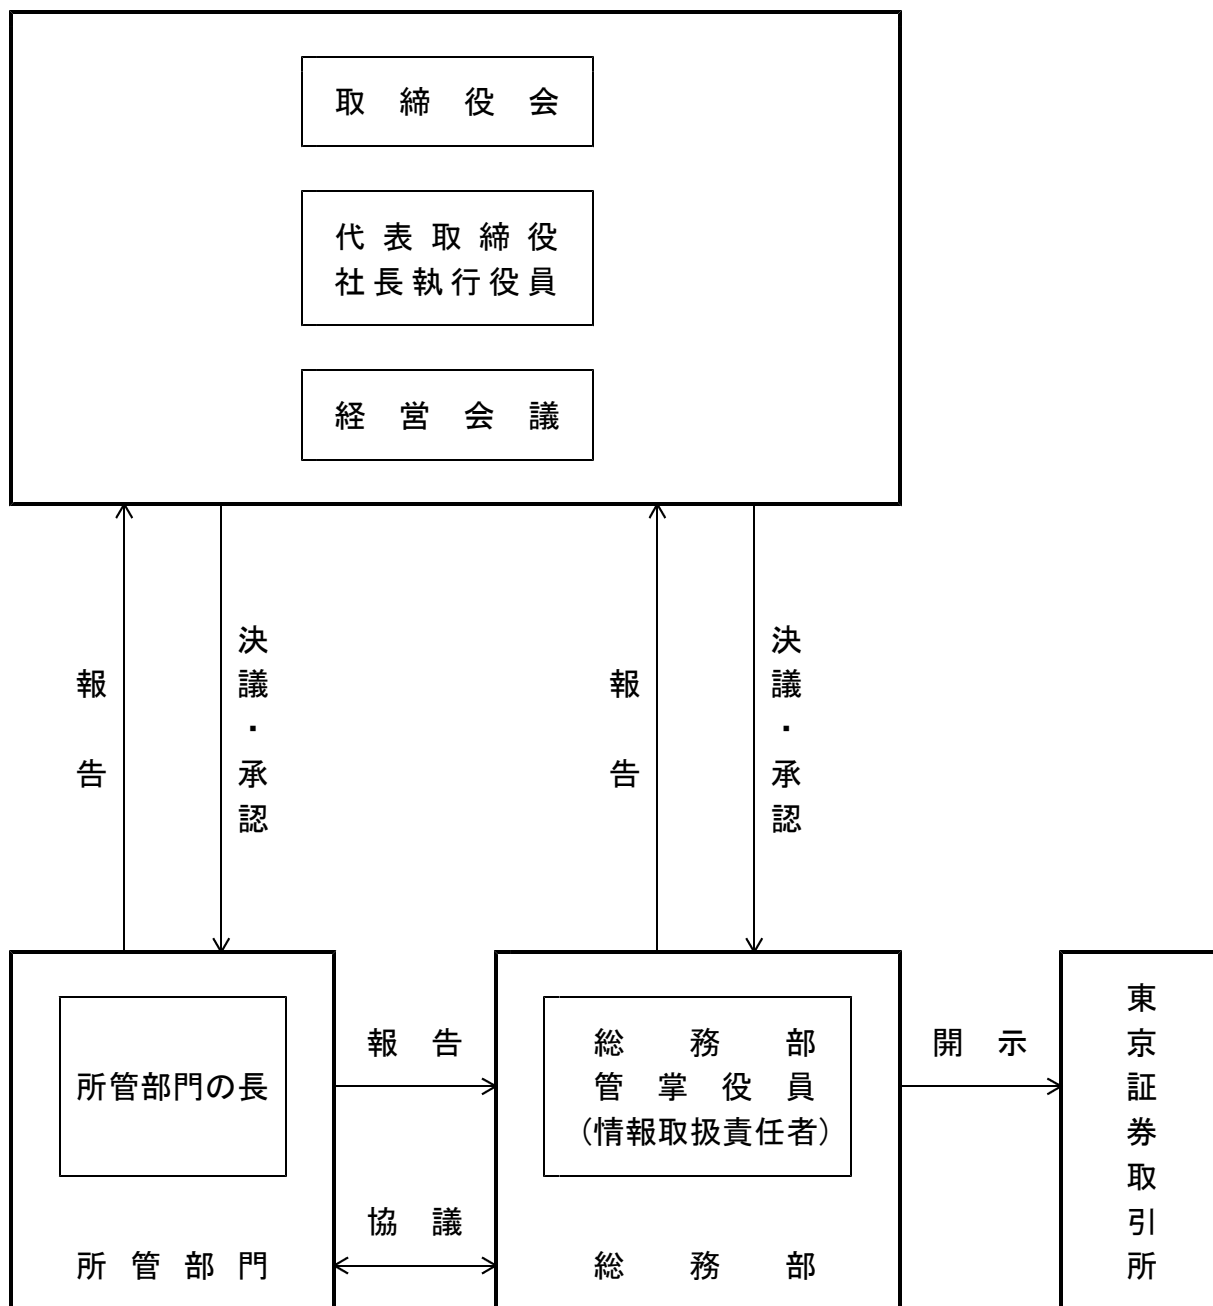 取締役会
代表取締役
社長執行役員
経営会議
報告
決議・承認
報告
決議・承認
所管部門の長
所管部門
報告
協議
総務部
管掌役員
（情報取扱責任者）
総務部
開示
東京証券取引所